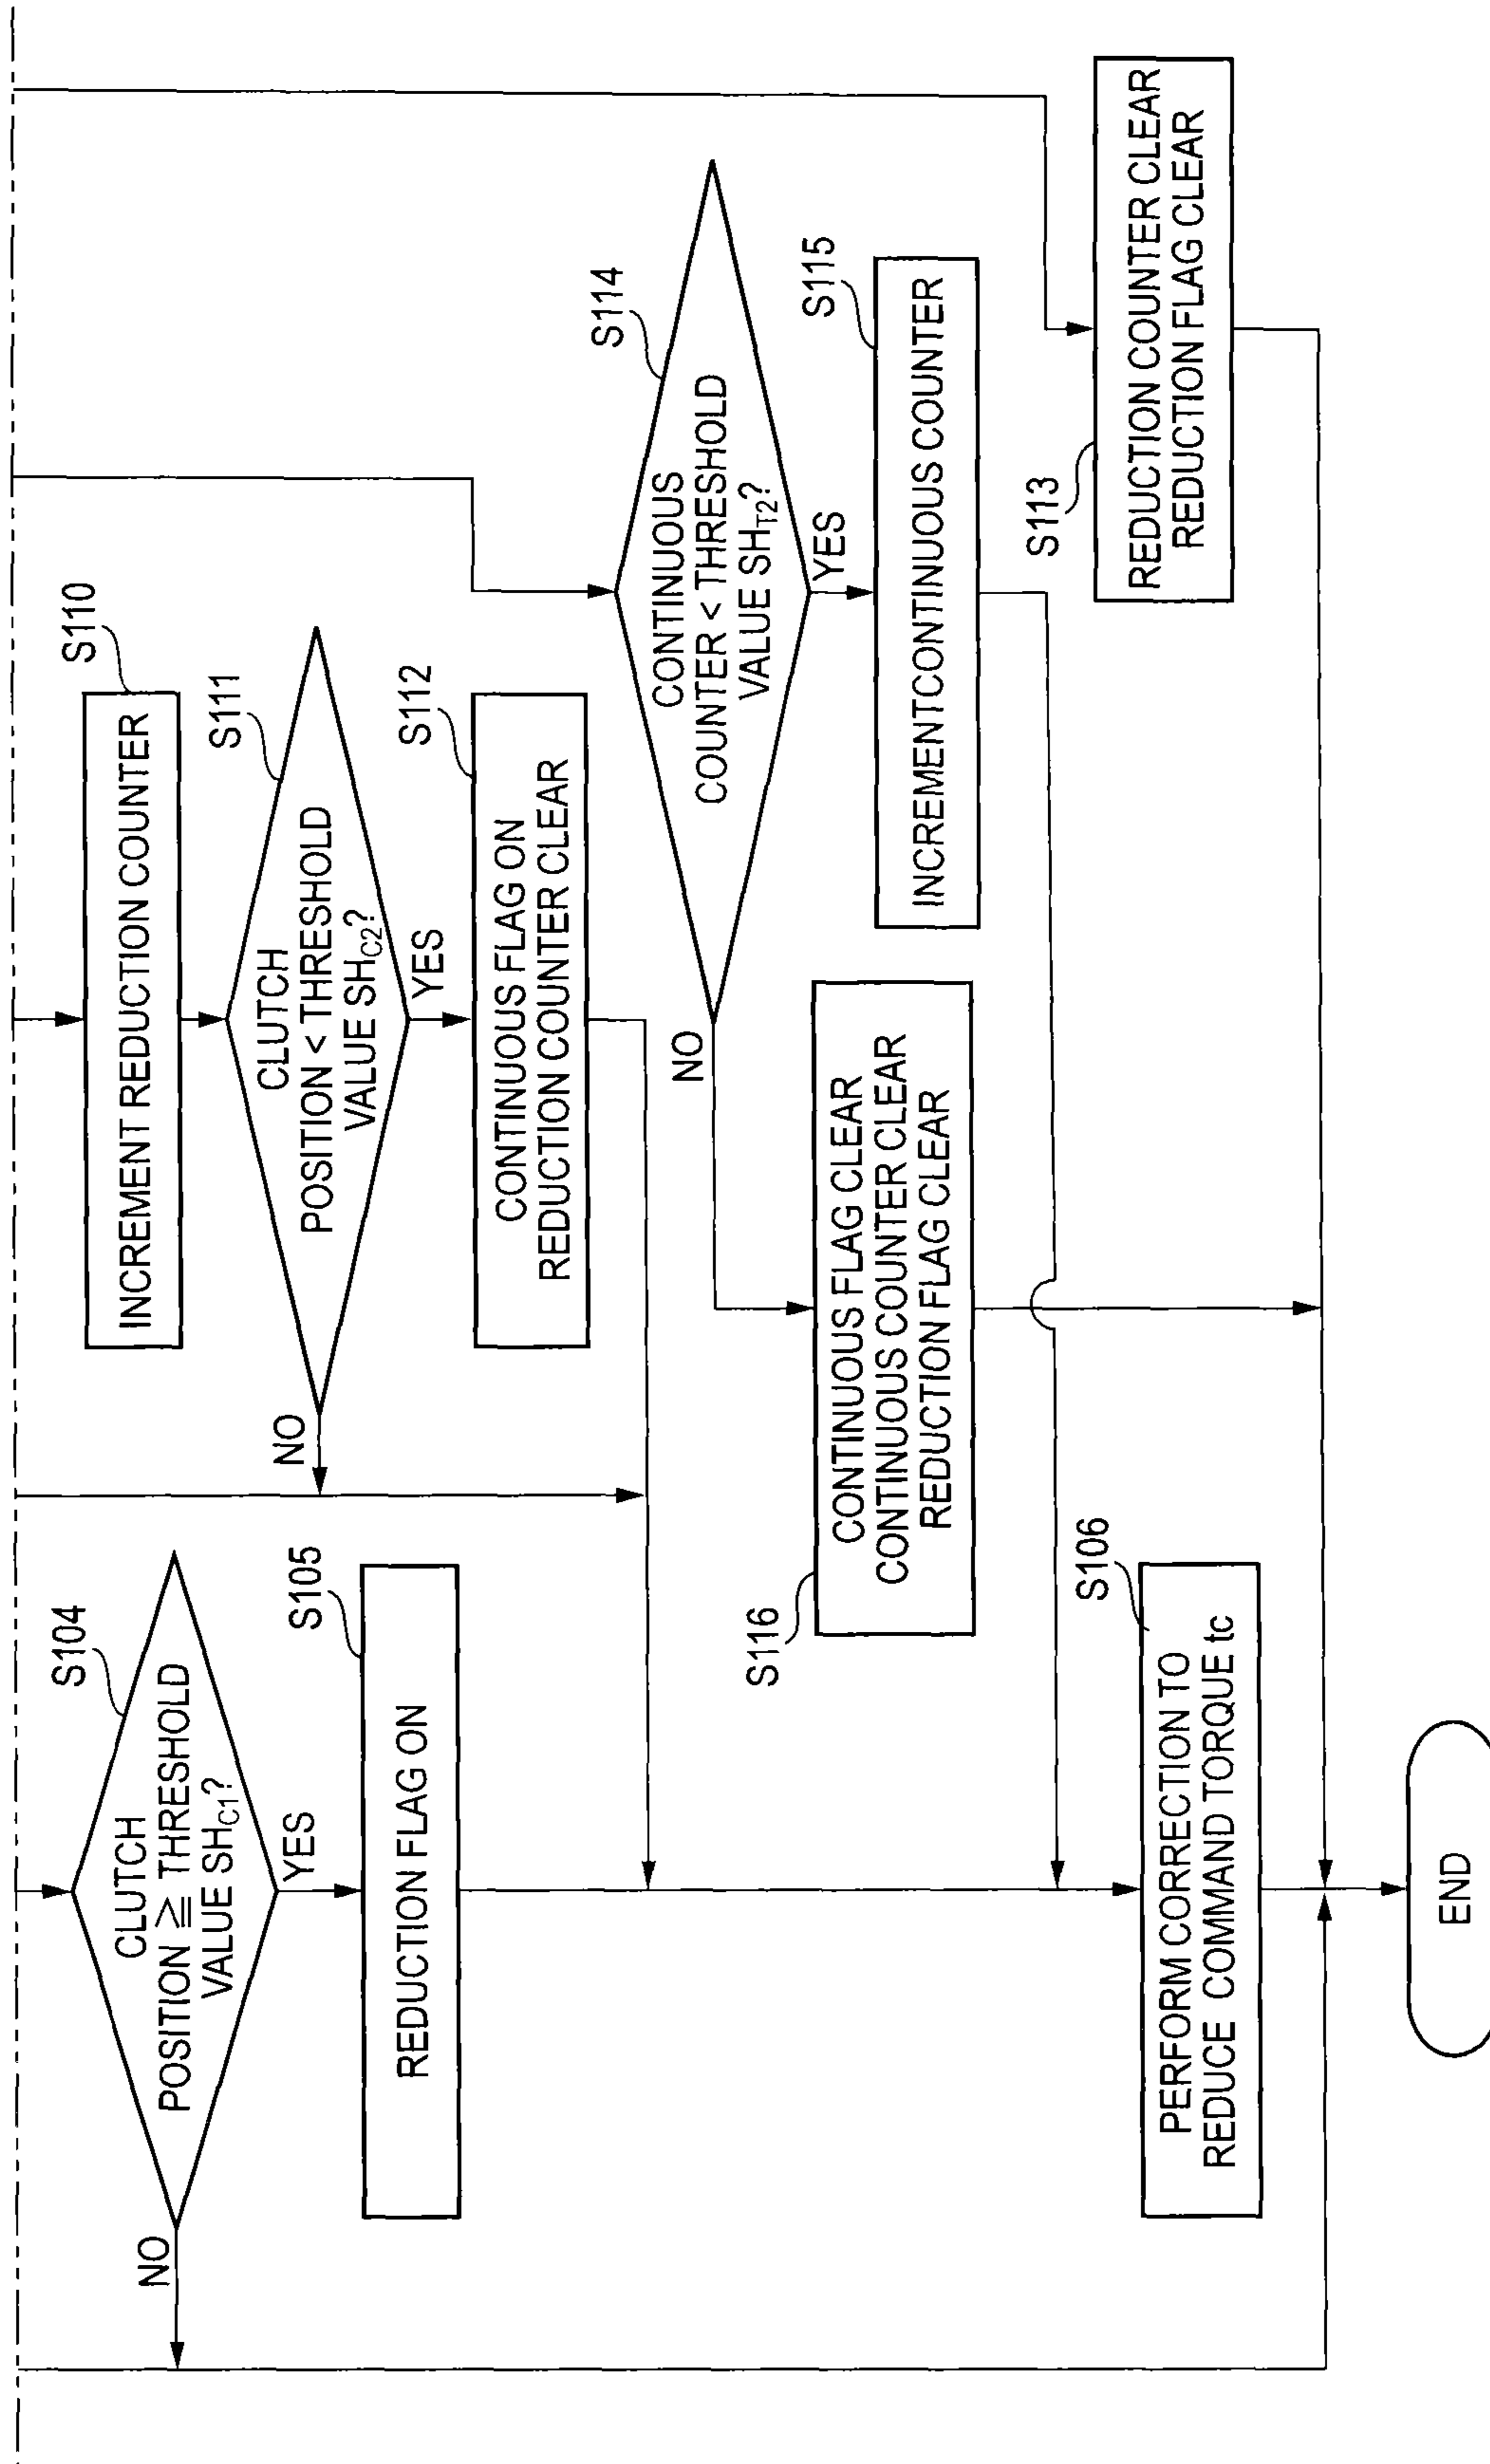 S104
CLUTCH
POSITION ≧ THRESHOLD
VALUE SHC1?
NO
YES
S105
REDUCTION FLAG ON
S110
INCREMENT REDUCTION COUNTER
S111
CLUTCH
POSITION < THRESHOLD
VALUE SHC2?
NO
YES
S112
CONTINUOUS FLAG ON
REDUCTION COUNTER CLEAR
S114
CONTINUOUS
COUNTER < THRESHOLD
VALUE SHT2?
NO
YES
S115
INCREMENTCONTINUOUS COUNTER
S116
CONTINUOUS FLAG CLEAR
CONTINUOUS COUNTER CLEAR
REDUCTION FLAG CLEAR
S113
REDUCTION COUNTER CLEAR
REDUCTION FLAG CLEAR
S106
PERFORM CORRECTION TO
REDUCE COMMAND TORQUE tc
END